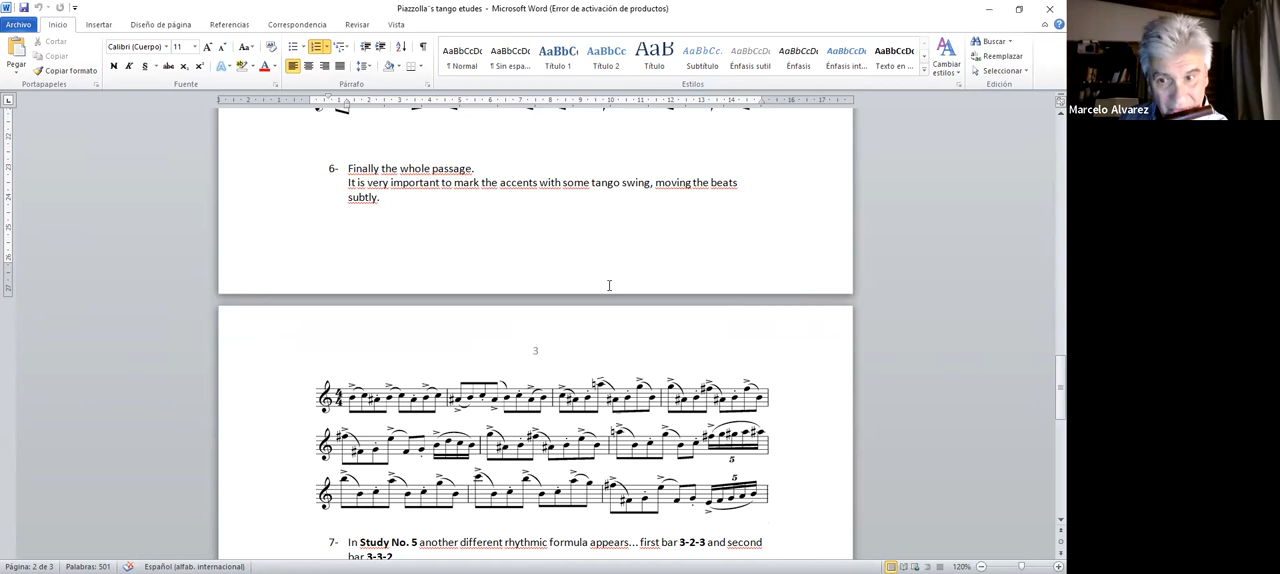 Piazzolla¨s tango etudes - Microsoft Word (Error de activación de productos)
Archivo Inicio Insertar Diseño de página Referencias Correspondencia Revisar Vista
Pegar
Cortar
Copiar
Copiar formato
Portapapeles
Calibri (Cuerpo) 11
N K S abc x₂ x² A A
Fuente
Párrafo
AaBbCcDc AaBbCcDc AaBbC AaBbCc AaB AaBbCc. AaBbCcDc AaBbCcDc AaBbCcDc AaBbCcDc
¶ Normal ¶ Sin espa... Título 1 Título 2 Título Subtítulo Énfasis sutil Énfasis Énfasis int... Texto en ...
Cambiar estilos
Estilos
Buscar
Reemplazar
Seleccionar
Edición
Marcelo Alvarez
6- Finally the whole passage.
It is very important to mark the accents with some tango swing, moving the beats
subtly.
3
5
5
7- In Study No. 5 another different rhythmic formula appears... first bar 3-2-3 and second
bar 3-3-2
Página: 2 de 3 Palabras: 501 Español (alfab. internacional) 120%